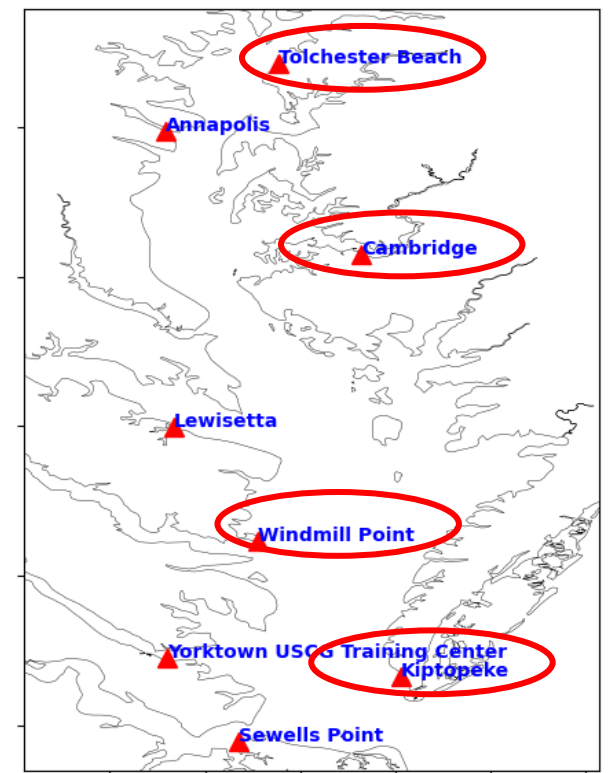 Tolchester Beach
Annapolis
Cambridge
Lewisetta
Windmill Point
Yorktown USCG Training Center
Kiptopeke
Sewells Point